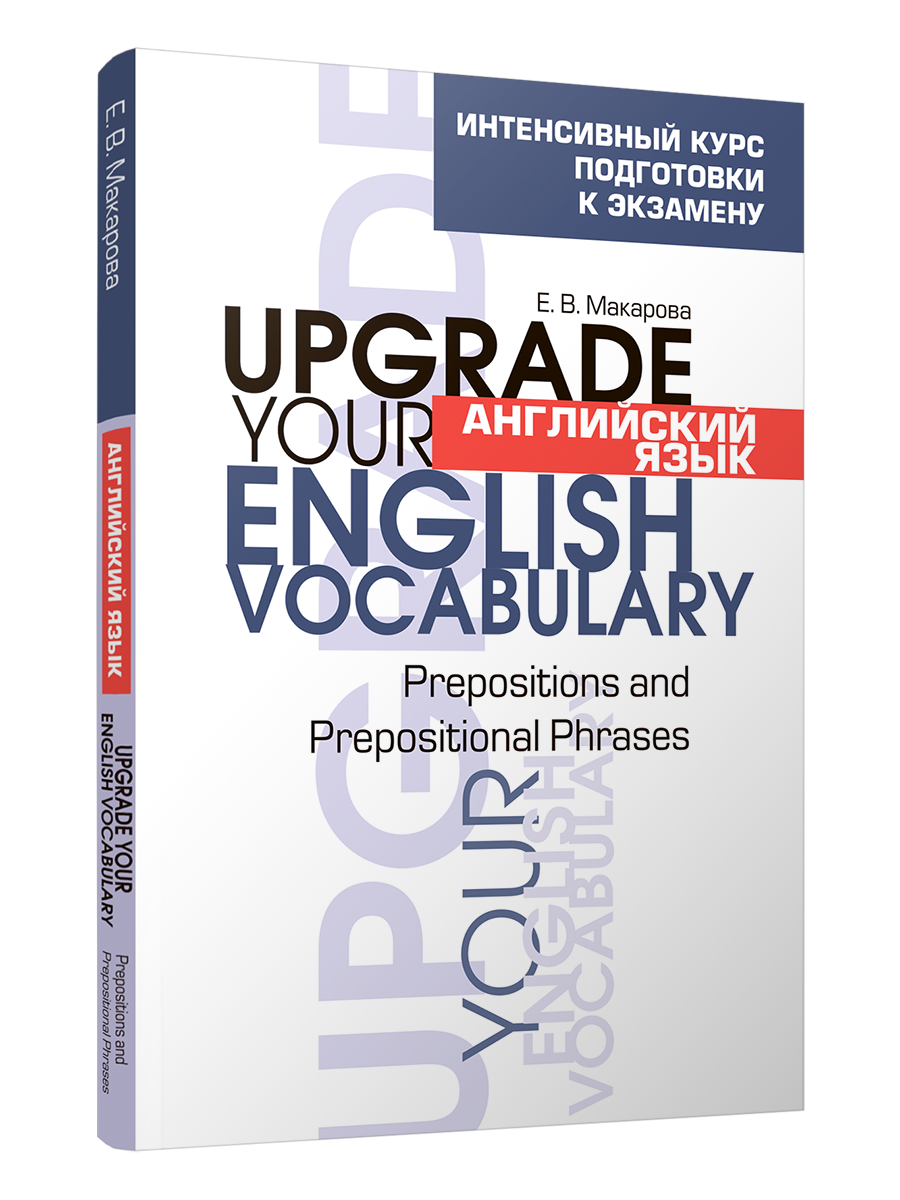 ИНТЕНСИВНЫЙ КУРС
ПОДГОТОВКИ
К ЭКЗАМЕНУ
Е. В. Макарова
UPGRADE
YOUR
АНГЛИЙСКИЙ
ЯЗЫК
ENGLISH
VOCABULARY
Prepositions and
Prepositional Phrases
UPGRADE
YOUR
ENGLISH
VOCABULARY
Е. В. Макарова
АНГЛИЙСКИЙ ЯЗЫК
UPGRADE YOUR
ENGLISH VOCABULARY
Prepositions and
Prepositional Phrases